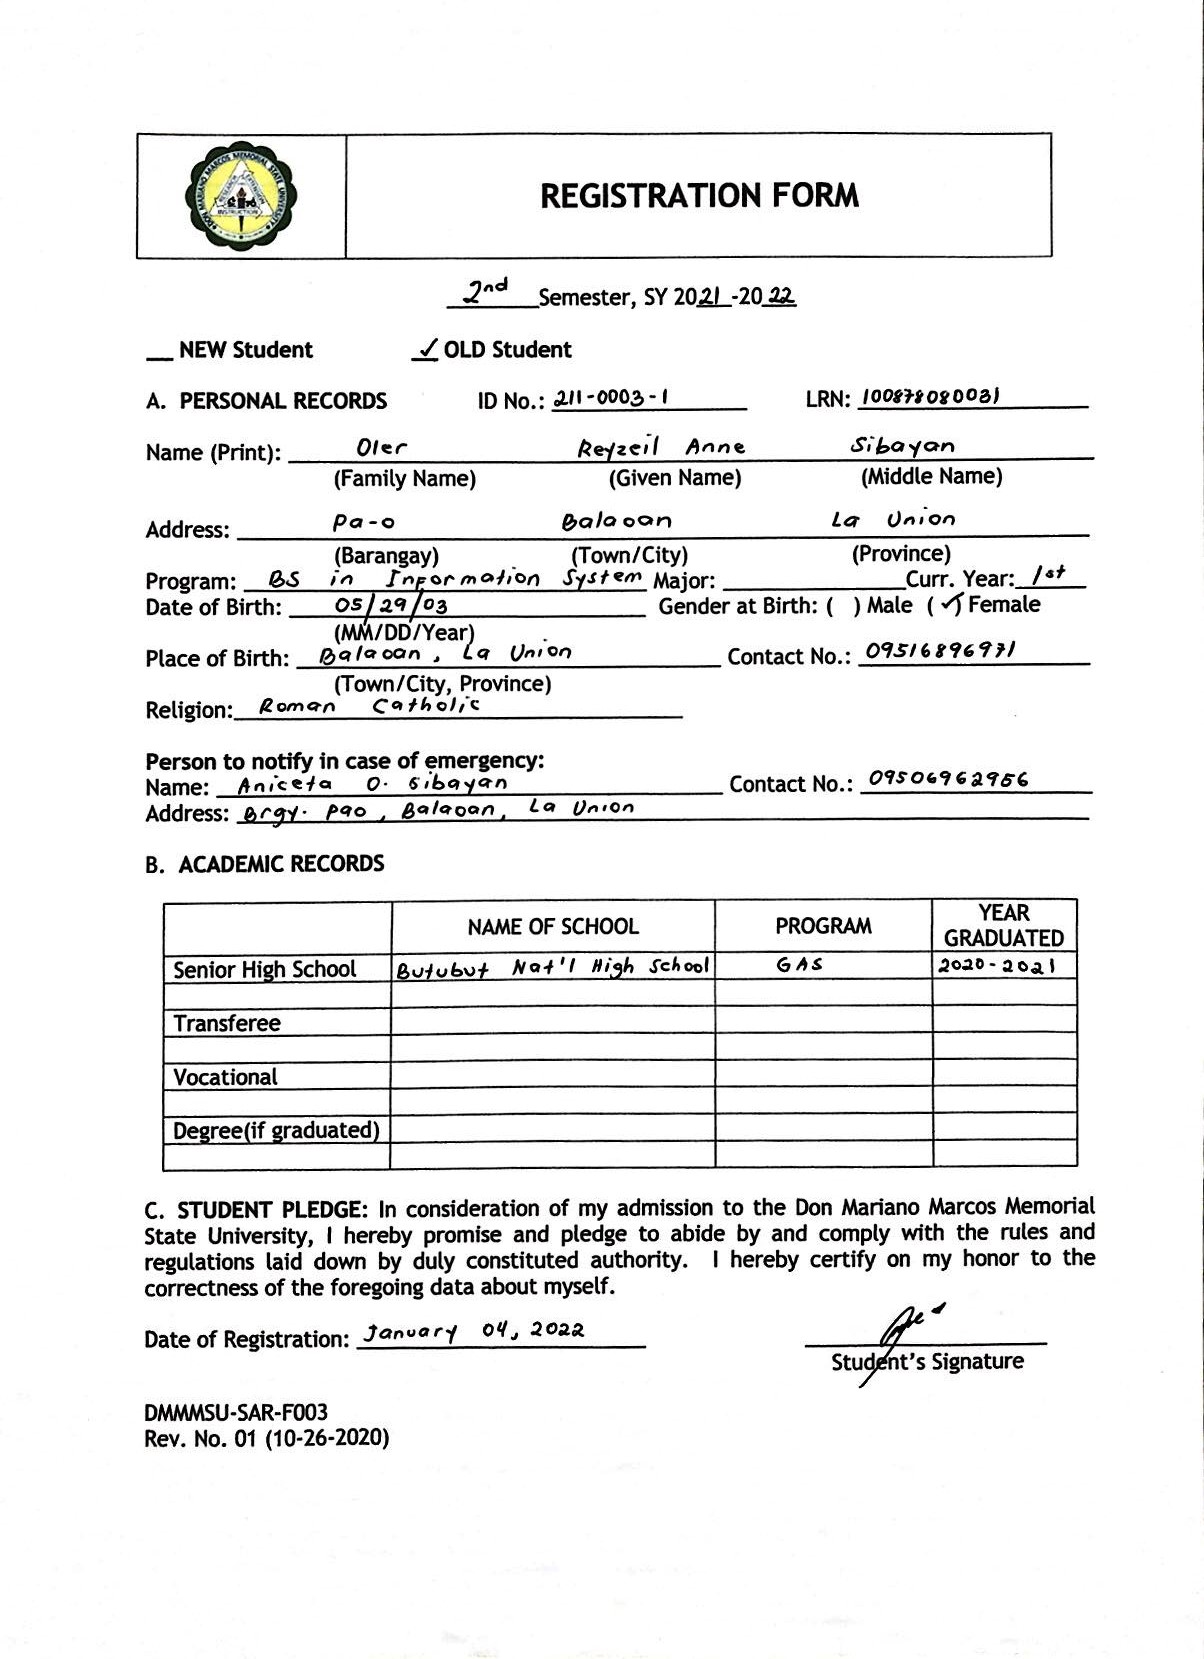 DON MARIANO MARCOS MEMORIAL STATE UNIVERSITY
RESEARCH EXTENSION
INSTRUCTION
REGISTRATION FORM
2nd Semester, SY 2021-2022
NEW Student ✓ OLD Student
A. PERSONAL RECORDS ID No.: 211-0003-1 LRN: 100878080031
Name (Print): Oler Reyzeil Anne Sibayan
(Family Name) (Given Name) (Middle Name)
Address: Pa-o Balaoan La Union
(Barangay) (Town/City) (Province)
Program: BS in Information System Major: Curr. Year: 1st
Date of Birth: 05/29/03 Gender at Birth: ( ) Male (✓) Female
(MM/DD/Year)
Place of Birth: Balaoan, La Union Contact No.: 09516896971
(Town/City, Province)
Religion: Roman Catholic
Person to notify in case of emergency:
Name: Aniceta O. Sibayan Contact No.: 09506962956
Address: Brgy. Pao, Balaoan, La Union
B. ACADEMIC RECORDS
NAME OF SCHOOL PROGRAM YEAR GRADUATED
Senior High School Butubut Nat'l High School GAS 2020-2021
Transferee
Vocational
Degree(if graduated)
C. STUDENT PLEDGE: In consideration of my admission to the Don Mariano Marcos Memorial
State University, I hereby promise and pledge to abide by and comply with the rules and
regulations laid down by duly constituted authority. I hereby certify on my honor to the
correctness of the foregoing data about myself.
Date of Registration: January 04, 2022
Student's Signature
DMMMSU-SAR-F003
Rev. No. 01 (10-26-2020)